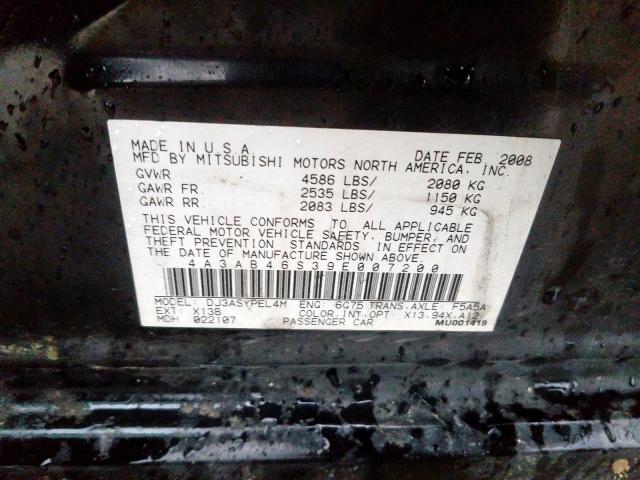 MADE IN U.S.A. DATE FEB, 2008
MFD BY MITSUBISHI MOTORS NORTH AMERICA, INC.
GVWR 4586 LBS/ 2080 KG
GAWR FR. 2535 LBS/ 1150 KG
GAWR RR. 2083 LBS/ 945 KG
THIS VEHICLE CONFORMS TO ALL APPLICABLE
FEDERAL MOTOR VEHICLE SAFETY, BUMPER, AND
THEFT PREVENTION STANDARDS IN EFFECT ON
THE DATE OF MANUFACTURE SHOWN ABOVE.
4A3AB46S39E007200
MODEL: DJ3ASYPEL4M ENG: 6G75 TRANS.AXLE F5A5A
EXT: X13B COLOR.INT.OPT: X13.94X.A12
MDH 022107 PASSENGER CAR MU001419